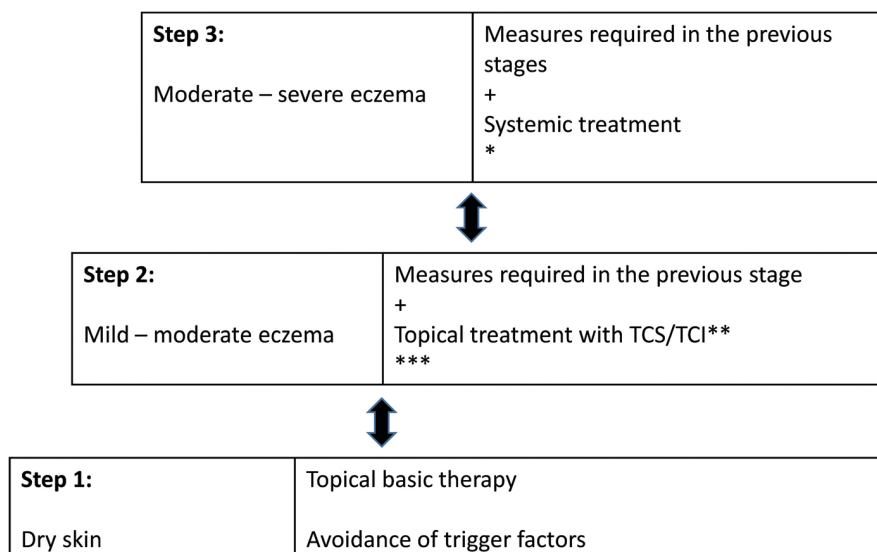 Step 3:
Moderate – severe eczema
Measures required in the previous
stages
+
Systemic treatment
*
Step 2:
Mild – moderate eczema
Measures required in the previous stage
+
Topical treatment with TCS/TCI**
***
Step 1:
Dry skin
Topical basic therapy
Avoidance of trigger factors